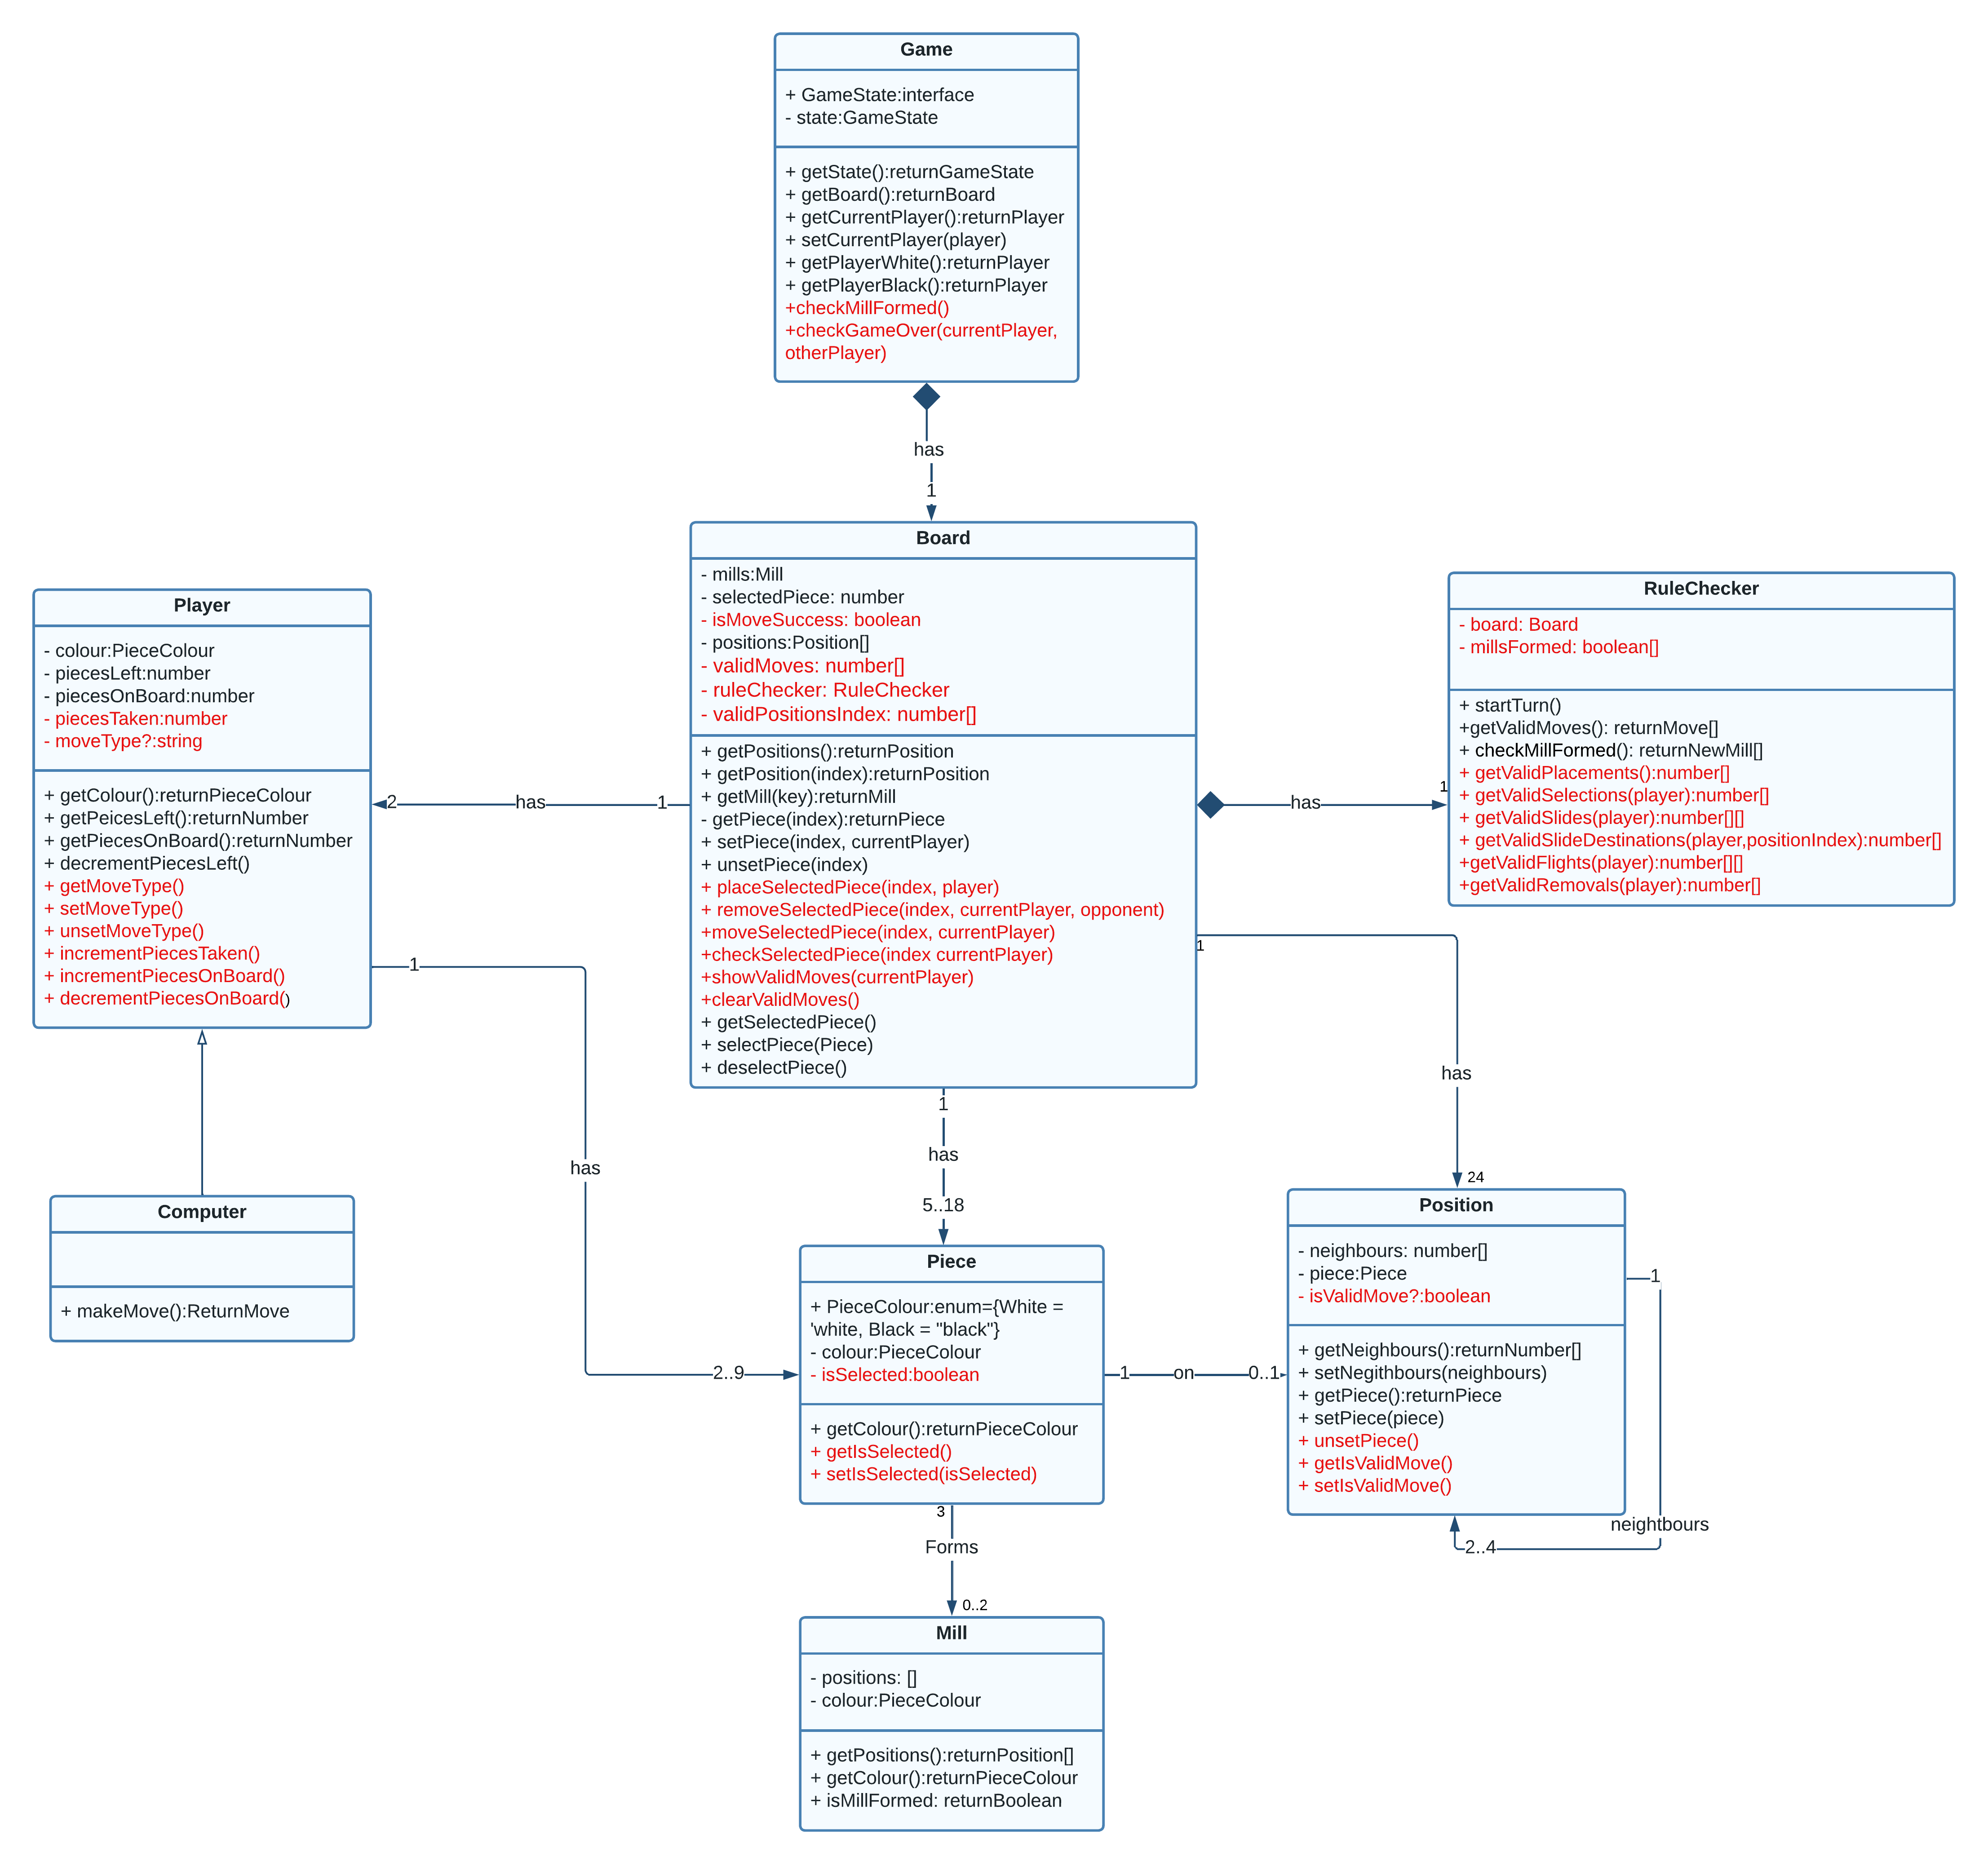 Game
+ GameState:interface
- state:GameState
+ getState():returnGameState
+ getBoard():returnBoard
+ getCurrentPlayer():returnPlayer
+ setCurrentPlayer(player)
+ getPlayerWhite():returnPlayer
+ getPlayerBlack():returnPlayer
+checkMillFormed()
+checkGameOver(currentPlayer,
otherPlayer)
has
1
Board
- mills:Mill
- selectedPiece: number
- isMoveSuccess: boolean
- positions:Position[]
- validMoves: number[]
- ruleChecker: RuleChecker
- validPositionsIndex: number[]
+ getPositions():returnPosition
+ getPosition(index):returnPosition
+ getMill(key):returnMill
- getPiece(index):returnPiece
+ setPiece(index, currentPlayer)
+ unsetPiece(index)
+ placeSelectedPiece(index, player)
+ removeSelectedPiece(index, currentPlayer, opponent)
+moveSelectedPiece(index, currentPlayer)
+checkSelectedPiece(index currentPlayer)
+showValidMoves(currentPlayer)
+clearValidMoves()
+ getSelectedPiece()
+ selectPiece(Piece)
+ deselectPiece()
Player
- colour:PieceColour
- piecesLeft:number
- piecesOnBoard:number
- piecesTaken:number
- moveType?:string
+ getColour():returnPieceColour
+ getPeicesLeft():returnNumber
+ getPiecesOnBoard():returnNumber
+ decrementPiecesLeft()
+ getMoveType()
+ setMoveType()
+ unsetMoveType()
+ incrementPiecesTaken()
+ incrementPiecesOnBoard()
+ decrementPiecesOnBoard()
2
has
1
RuleChecker
- board: Board
- millsFormed: boolean[]
+ startTurn()
+getValidMoves(): returnMove[]
+ checkMillFormed(): returnNewMill[]
+ getValidPlacements():number[]
+ getValidSelections(player):number[]
+ getValidSlides(player):number[][]
+ getValidSlideDestinations(player,positionIndex):number[]
+getValidFlights(player):number[][]
+getValidRemovals(player):number[]
has
1
1
has
24
1
has
2..9
1
has
5..18
Computer
+ makeMove():ReturnMove
Piece
+ PieceColour:enum={White =
'white, Black = "black"}
- colour:PieceColour
- isSelected:boolean
+ getColour():returnPieceColour
+ getIsSelected()
+ setIsSelected(isSelected)
1
on
0..1
Position
- neighbours: number[]
- piece:Piece
- isValidMove?:boolean
+ getNeighbours():returnNumber[]
+ setNegithbours(neighbours)
+ getPiece():returnPiece
+ setPiece(piece)
+ unsetPiece()
+ getIsValidMove()
+ setIsValidMove()
1
neightbours
2..4
3
Forms
0..2
Mill
- positions: []
- colour:PieceColour
+ getPositions():returnPosition[]
+ getColour():returnPieceColour
+ isMillFormed: returnBoolean